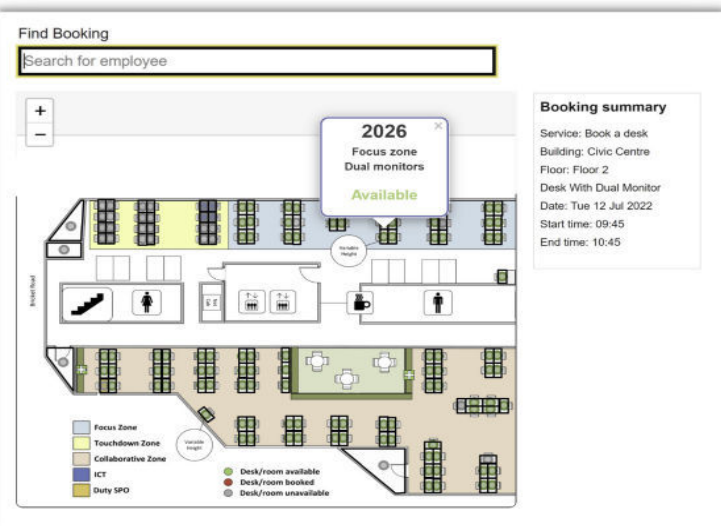 Find Booking
Search for employee
+
−
2026
×
Focus zone
Dual monitors
Available
Booking summary
Service: Book a desk
Building: Civic Centre
Floor: Floor 2
Desk With Dual Monitor
Date: Tue 12 Jul 2022
Start time: 09:45
End time: 10:45
Variable
Height
Bricket Road
Focus Zone
Touchdown Zone
Collaborative Zone
ICT
Duty SPO
Variable
Height
Desk/room available
Desk/room booked
Desk/room unavailable